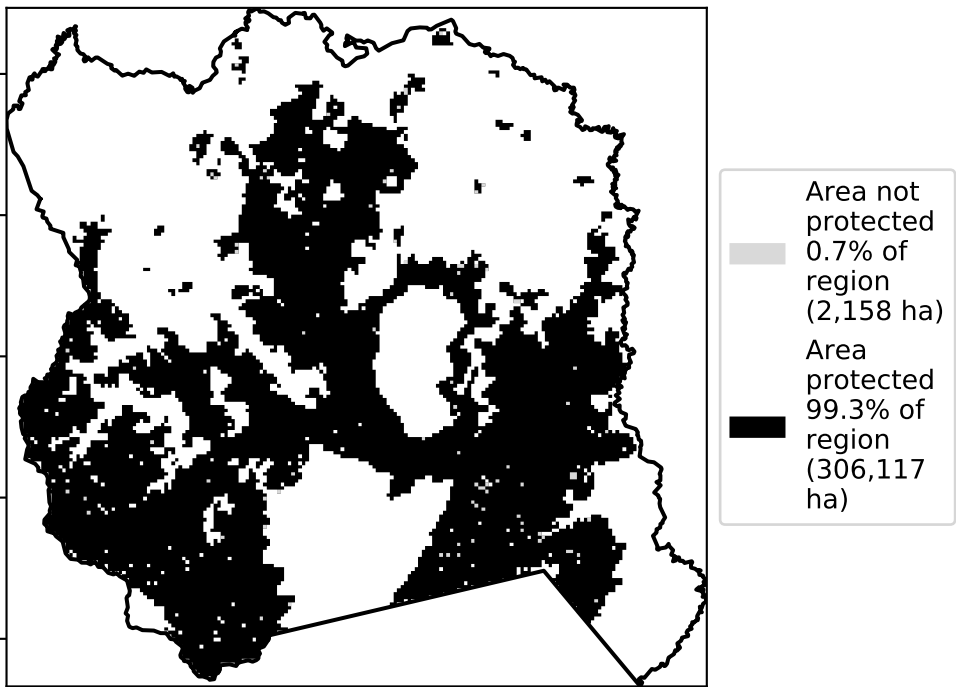 Area not
protected
0.7% of
region
(2,158 ha)
Area
protected
99.3% of
region
(306,117
ha)